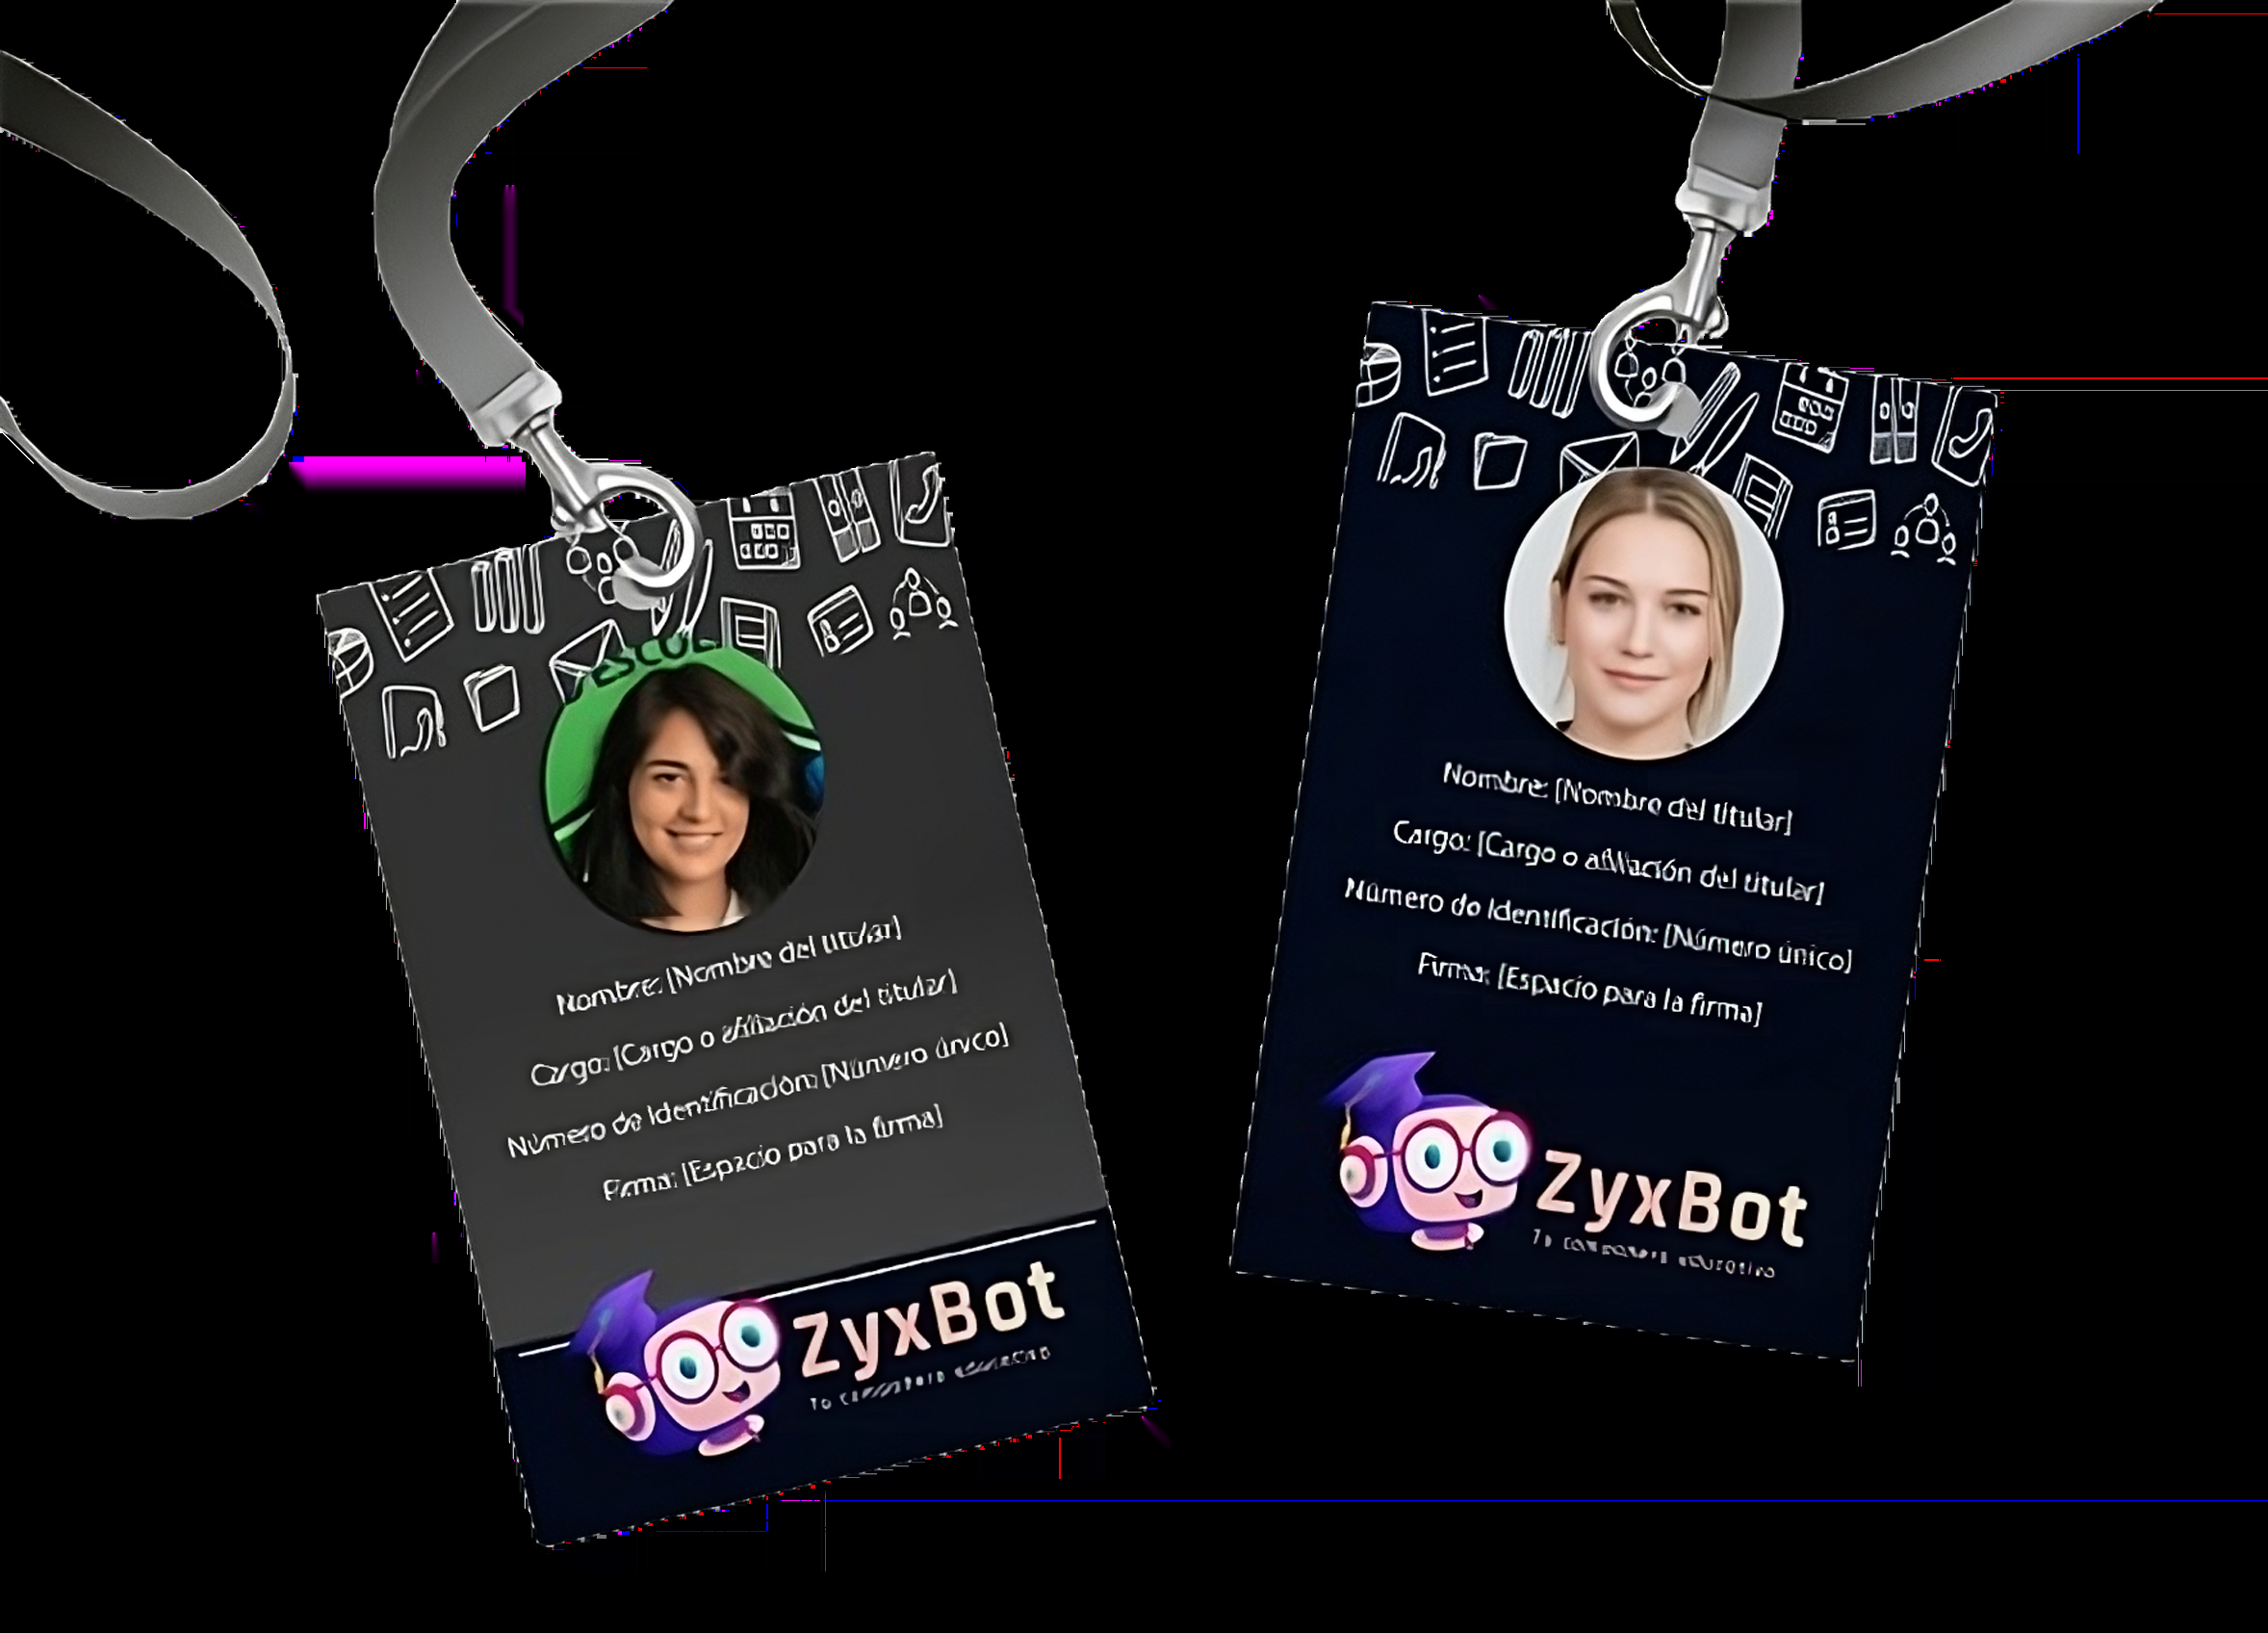 ESCUE
Nombre: [Nombre del titular]
Cargo: [Cargo o afiliación del titular]
Número de Identificación: [Número único]
Firma: [Espacio para la firma]
ZyxBot
Nombre: [Nombre del titular]
Cargo: [Cargo o afiliación del titular]
Número de Identificación: [Número único]
Firma: [Espacio para la firma]
ZyxBot